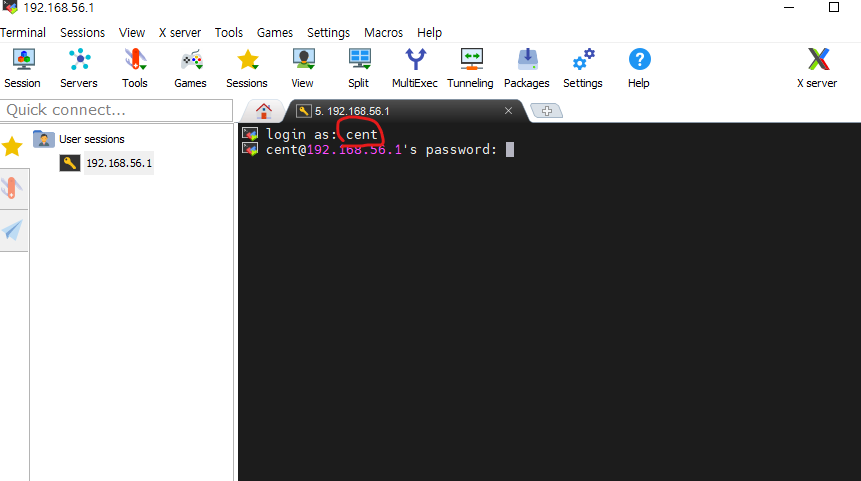 192.168.56.1
Terminal Sessions View X server Tools Games Settings Macros Help
Session Servers Tools Games Sessions View Split MultiExec Tunneling Packages Settings Help X server
Quick connect...
5. 192.168.56.1
User sessions
192.168.56.1
login as: cent
cent@192.168.56.1's password: